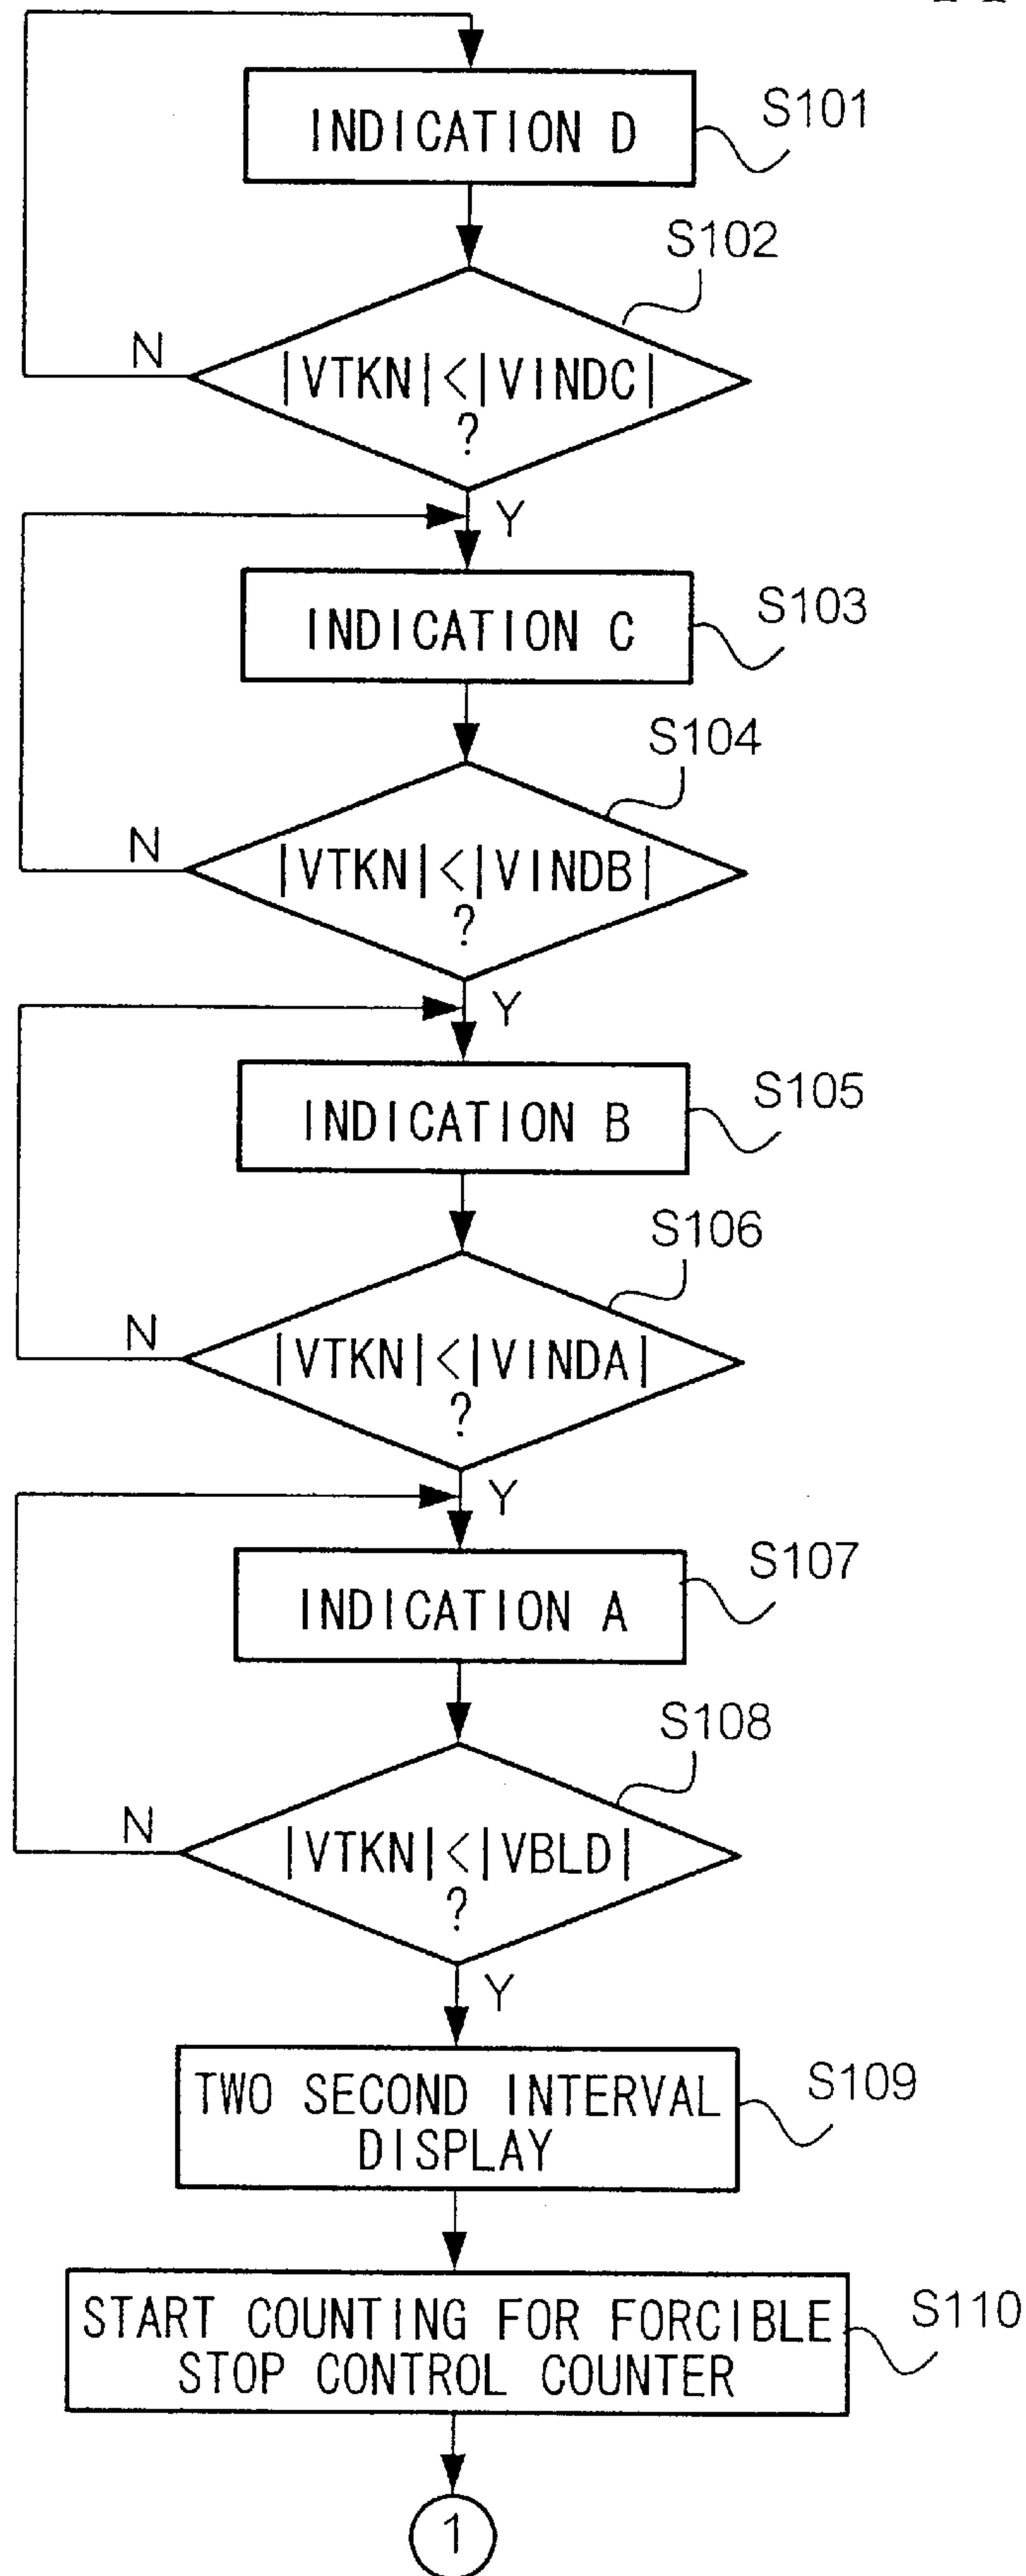 INDICATION D
S101
S102
N
|VTKN|<|VINDC|
?
Y
INDICATION C
S103
S104
N
|VTKN|<|VINDB|
?
Y
INDICATION B
S105
S106
N
|VTKN|<|VINDA|
?
Y
INDICATION A
S107
S108
N
|VTKN|<|VBLD|
?
Y
TWO SECOND INTERVAL
DISPLAY
S109
START COUNTING FOR FORCIBLE
STOP CONTROL COUNTER
S110
1